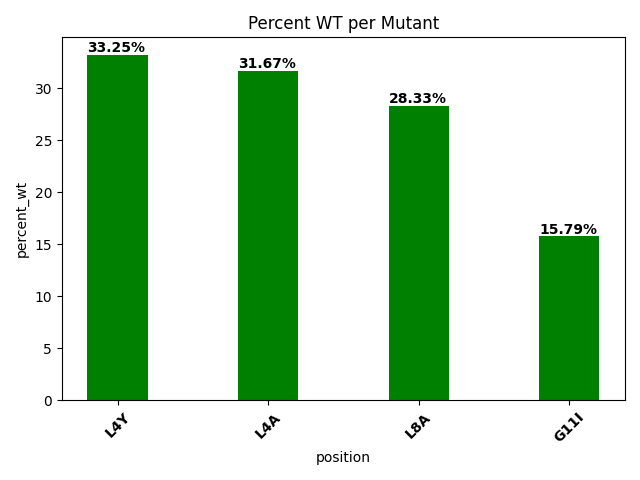 Percent WT per Mutant
33.25%
31.67%
28.33%
15.79%
percent_wt
30
25
20
15
10
5
0
L4Y
L4A
L8A
G11I
position